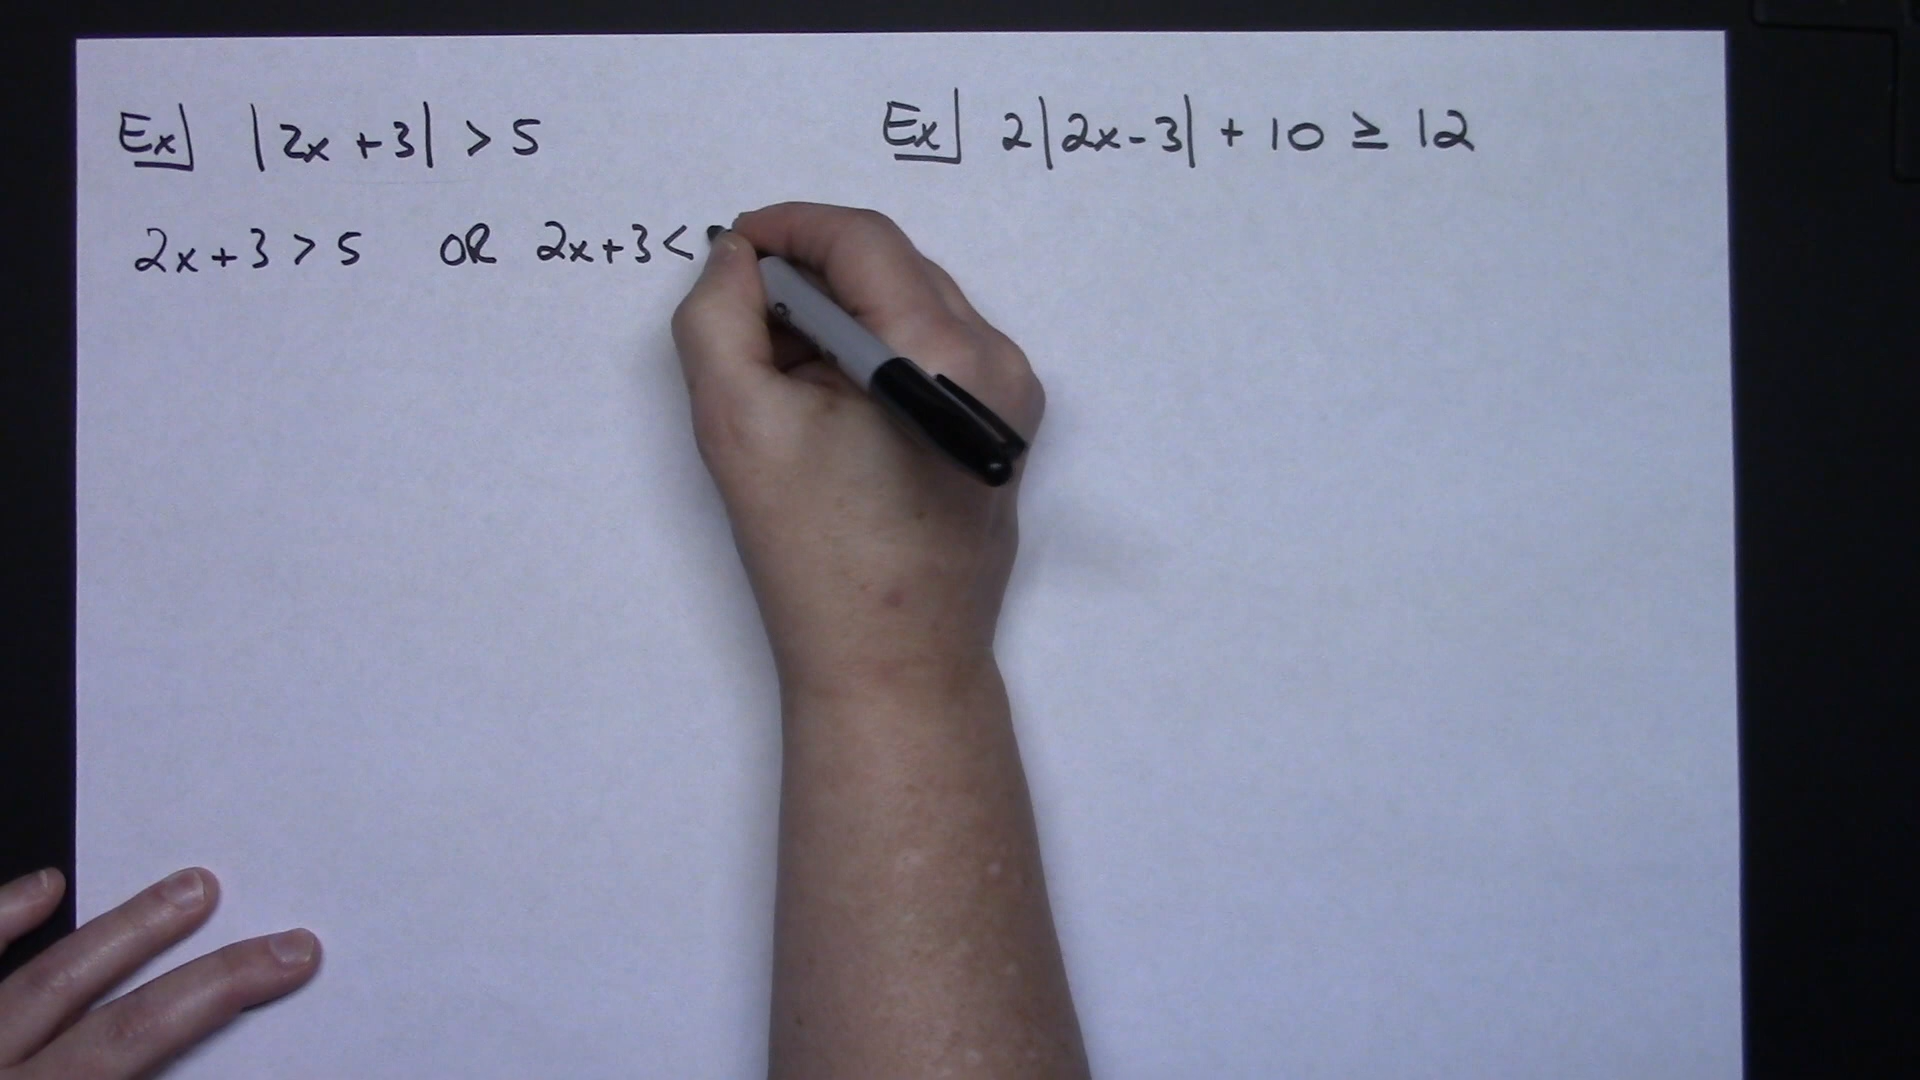 Ex| |2x + 3| > 5
Ex| 2|2x - 3| + 10 ≥ 12
2x + 3 > 5 OR 2x + 3 <